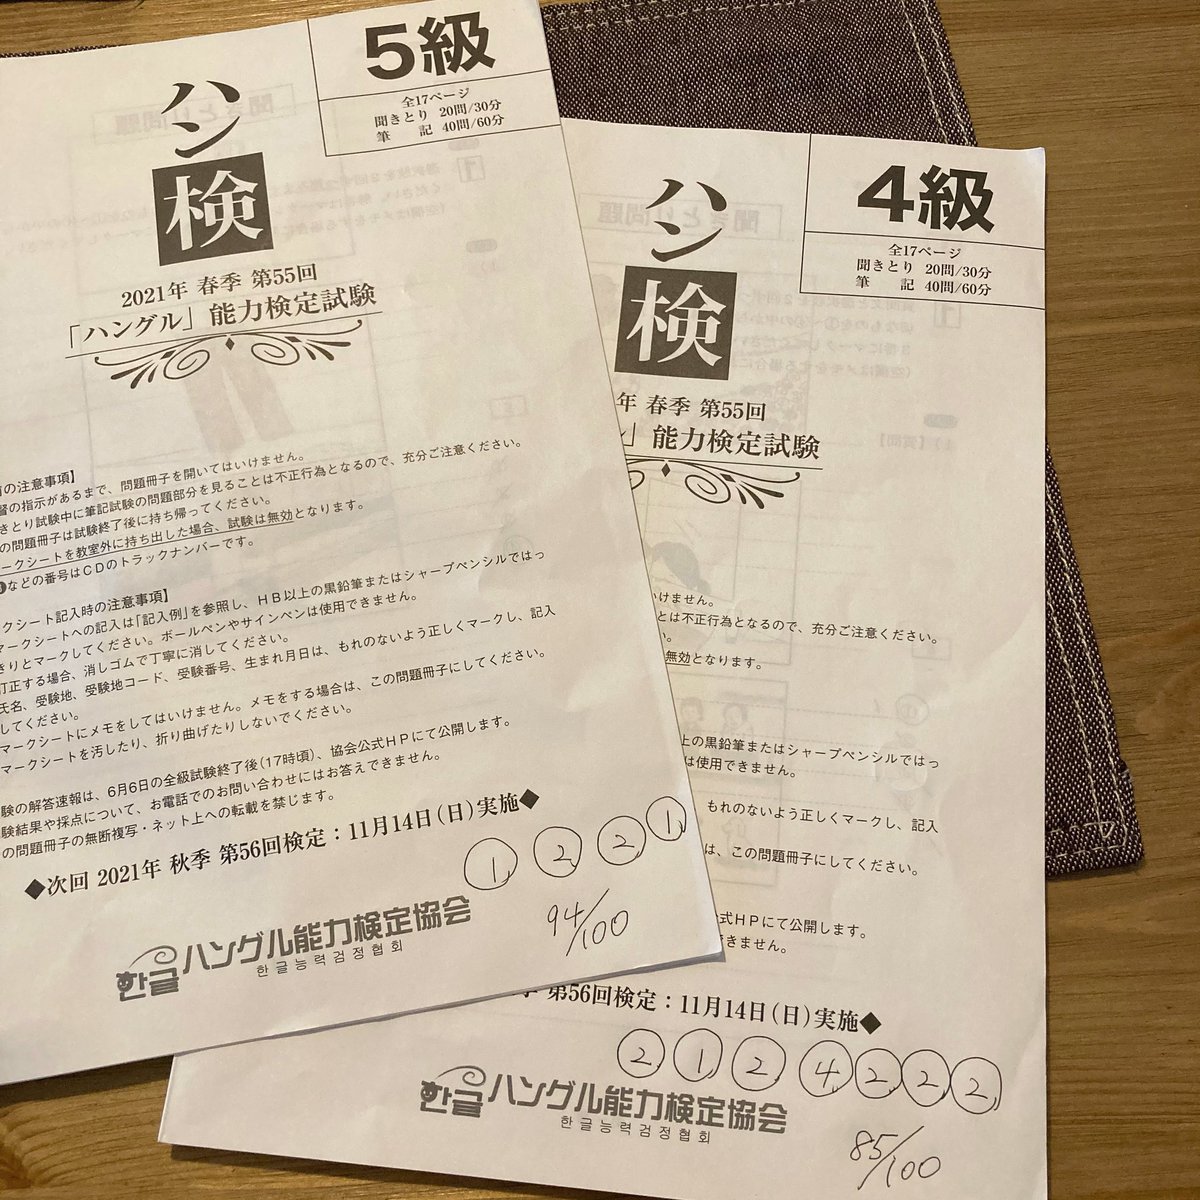 5級
全17ページ
聞きとり 20問/30分
筆 記 40問/60分
ハン
検
2021年 春季 第55回
「ハングル」能力検定試験
の注意事項】
督の指示があるまで、問題冊子を開いてはいけません。
きとり試験中に筆記試験の問題部分を見ることは不正行為となるので、充分ご注意ください。
の問題冊子は試験終了後に持ち帰ってください。
ークシートを教室外に持ち出した場合、試験は無効となります。
などの番号はCDのトラックナンバーです。
クシート記入時の注意事項】
ークシートへの記入は「記入例」を参照し、HB以上の黒鉛筆またはシャープペンシルではっ
きりとマークしてください。ボールペンやサインペンは使用できません。
訂正する場合、消しゴムで丁寧に消してください。
氏名、受験地、受験地コード、受験番号、生まれ月日は、もれのないよう正しくマークし、記入
してください。
マークシートにメモをしてはいけません。メモをする場合は、この問題冊子にしてください。
マークシートを汚したり、折り曲げたりしないでください。
験の解答速報は、6月6日の全級試験終了後(17時頃)、協会公式HPにて公開します。
験結果や採点について、お電話でのお問い合わせにはお答えできません。
の問題冊子の無断複写・ネット上への転載を禁じます。
◆次回 2021年 秋季 第56回検定：11月14日(日)実施◆
① ② ② ①
94/100
한글ハングル能力検定協会
한글능력검정협회
4級
全17ページ
聞きとり 20問/30分
筆 記 40問/60分
ハン
検
年 春季 第55回
」能力検定試験
いけません。
とは不正行為となるので、充分ご注意ください。
い。
無効となります。
上の黒鉛筆またはシャープペンシルではっ
は使用できません。
もれのないよう正しくマークし、記入
は、この問題冊子にしてください。
公式HPにて公開します。
できません。
第56回検定：11月14日(日)実施◆
② ① ② ④ ② ② ②
한글ハングル能力検定協会
한글능력검정협회
85/100